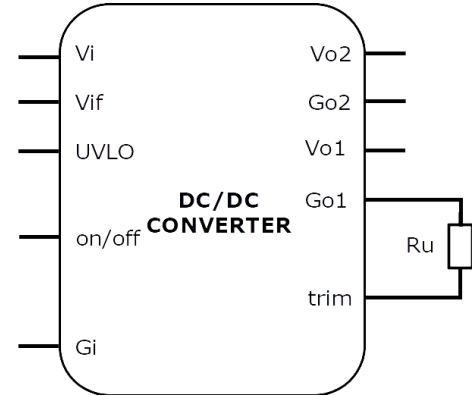 Vi
Vif
UVLO
on/off
Gi
DC/DC
CONVERTER
Vo2
Go2
Vo1
Go1
trim
Ru